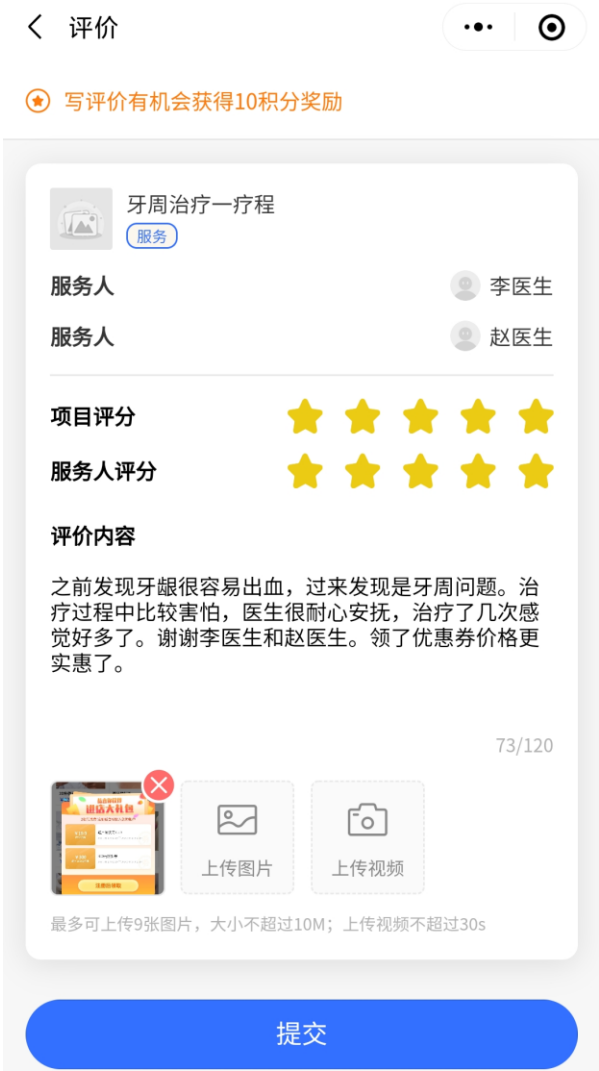 评价
写评价有机会获得10积分奖励
牙周治疗一疗程
服务
服务人
李医生
服务人
赵医生
项目评分
服务人评分
评价内容
之前发现牙龈很容易出血，过来发现是牙周问题。治
疗过程中比较害怕，医生很耐心安抚，治疗了几次感
觉好多了。谢谢李医生和赵医生。领了优惠券价格更
实惠了。
73/120
进店大礼包
上传图片
上传视频
最多可上传9张图片，大小不超过10M；上传视频不超过30s
提交